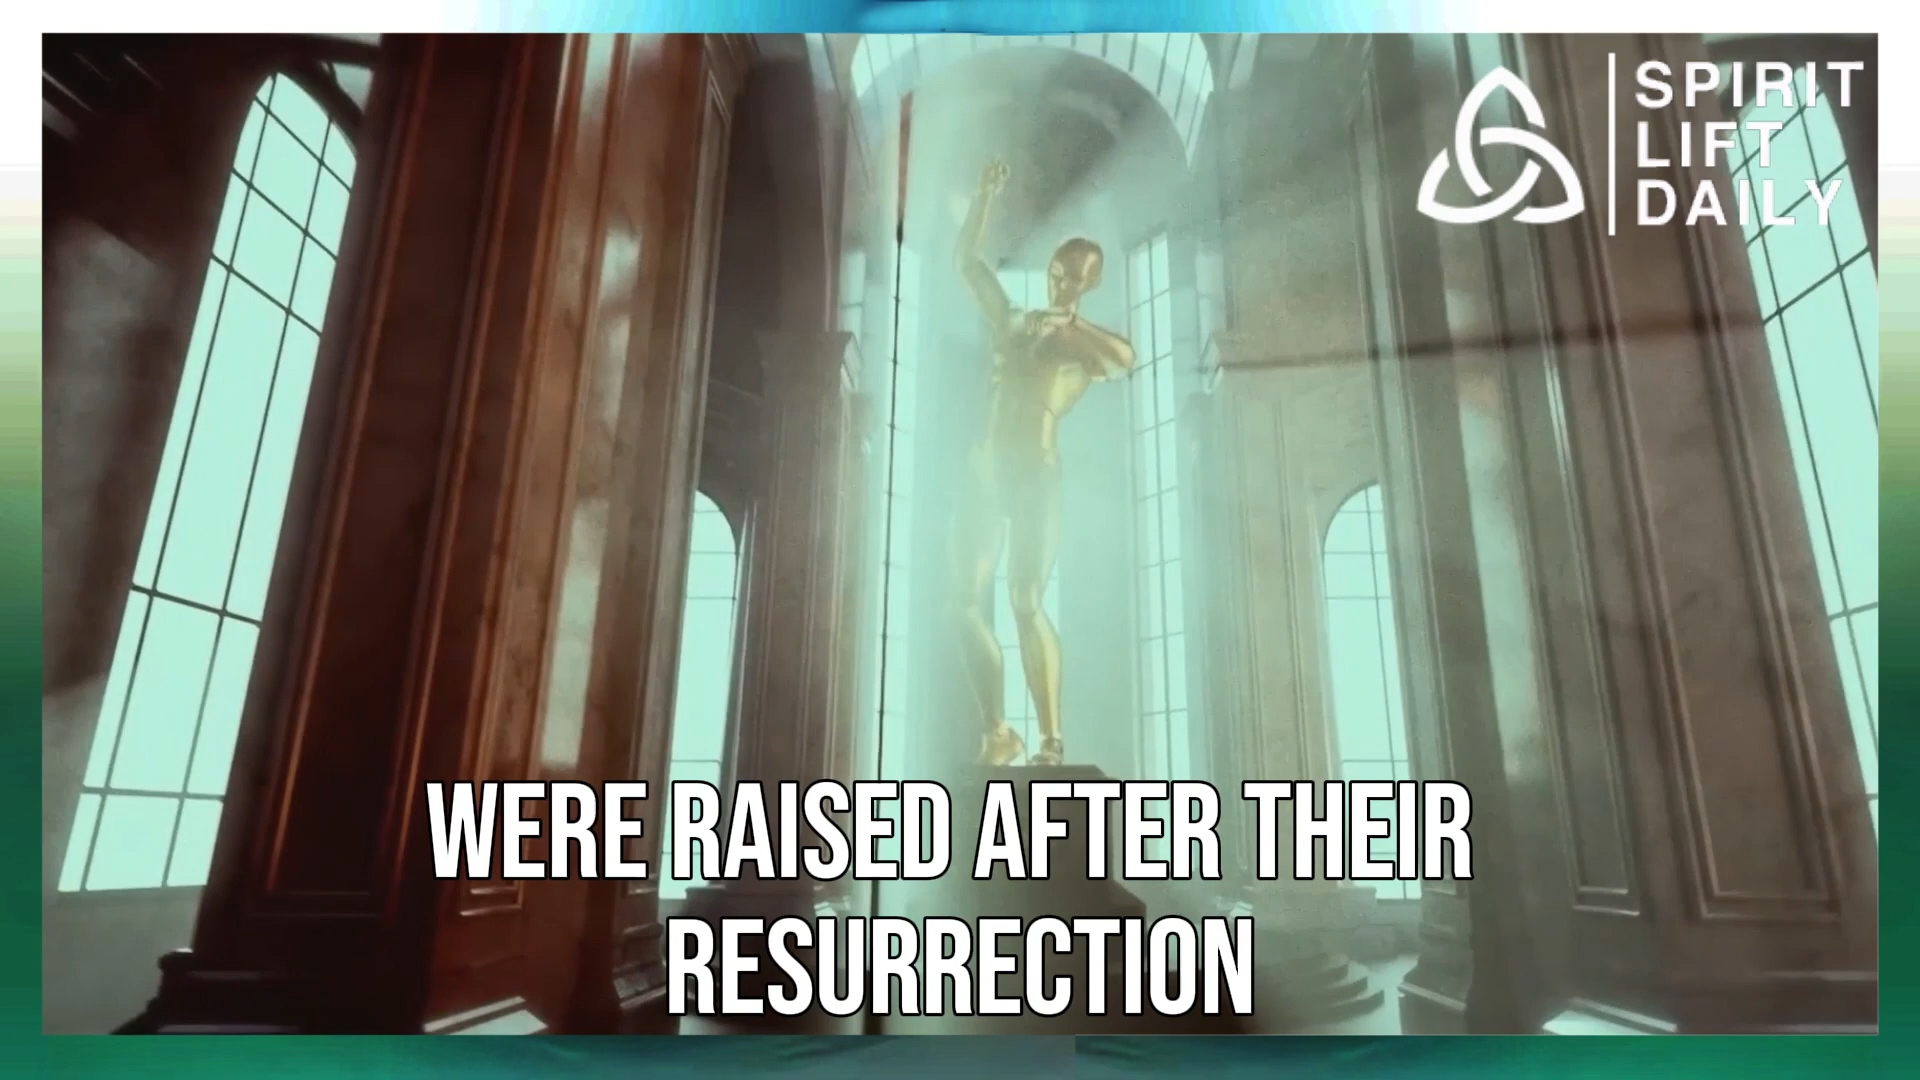 SPIRIT
LIFT
DAILY
WERE RAISED AFTER THEIR
RESURRECTION